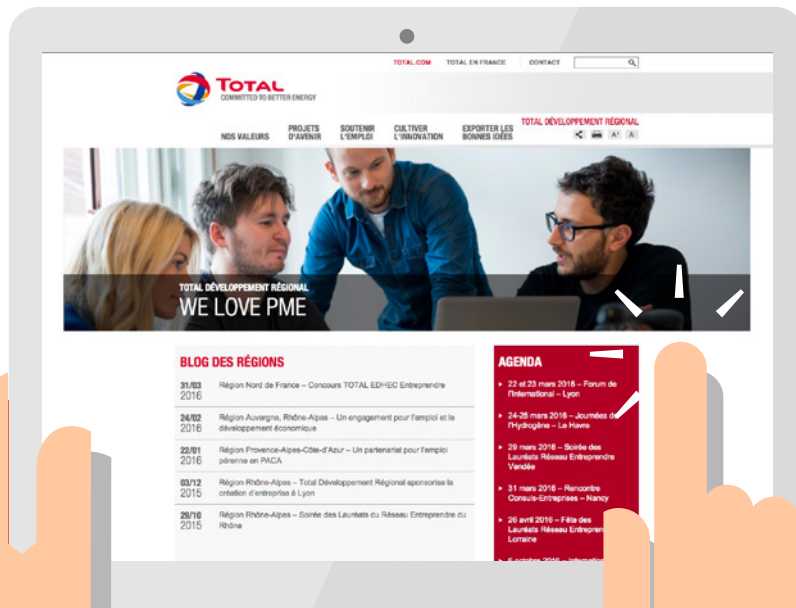 TOTAL.COM TOTAL EN FRANCE CONTACT
TOTAL
COMMITTED TO BETTER ENERGY
TOTAL DÉVELOPPEMENT RÉGIONAL
NOS VALEURS
PROJETS D'AVENIR
SOUTENIR L'EMPLOI
CULTIVER L'INNOVATION
EXPORTER LES BONNES IDÉES
A+ A-
TOTAL DÉVELOPPEMENT RÉGIONAL
WE LOVE PME
BLOG DES RÉGIONS
31/03 2016
Région Nord de France – Concours TOTAL EDHEC Entreprendre
24/02 2016
Région Auvergne, Rhône-Alpes – Un engagement pour l'emploi et le
développement économique
22/01 2016
Région Provence-Alpes-Côte-d'Azur – Un partenariat pour l'emploi
pérenne en PACA
03/12 2015
Région Rhône-Alpes – Total Développement Régional sponsorise la
création d'entreprise à Lyon
29/10 2015
Région Rhône-Alpes – Soirée des Lauréats du Réseau Entreprendre du
Rhône
AGENDA
22 et 23 mars 2016 – Forum de
l'International – Lyon
24-25 mars 2016 – Journées de
l'Hydrogène – Le Havre
29 mars 2016 – Soirée des
Lauréats Réseau Entreprendre
Vendée
31 mars 2016 – Rencontre
Consuls-Entreprises – Nancy
26 avril 2016 – Fête des
Lauréats Réseau Entrepren
Lorraine